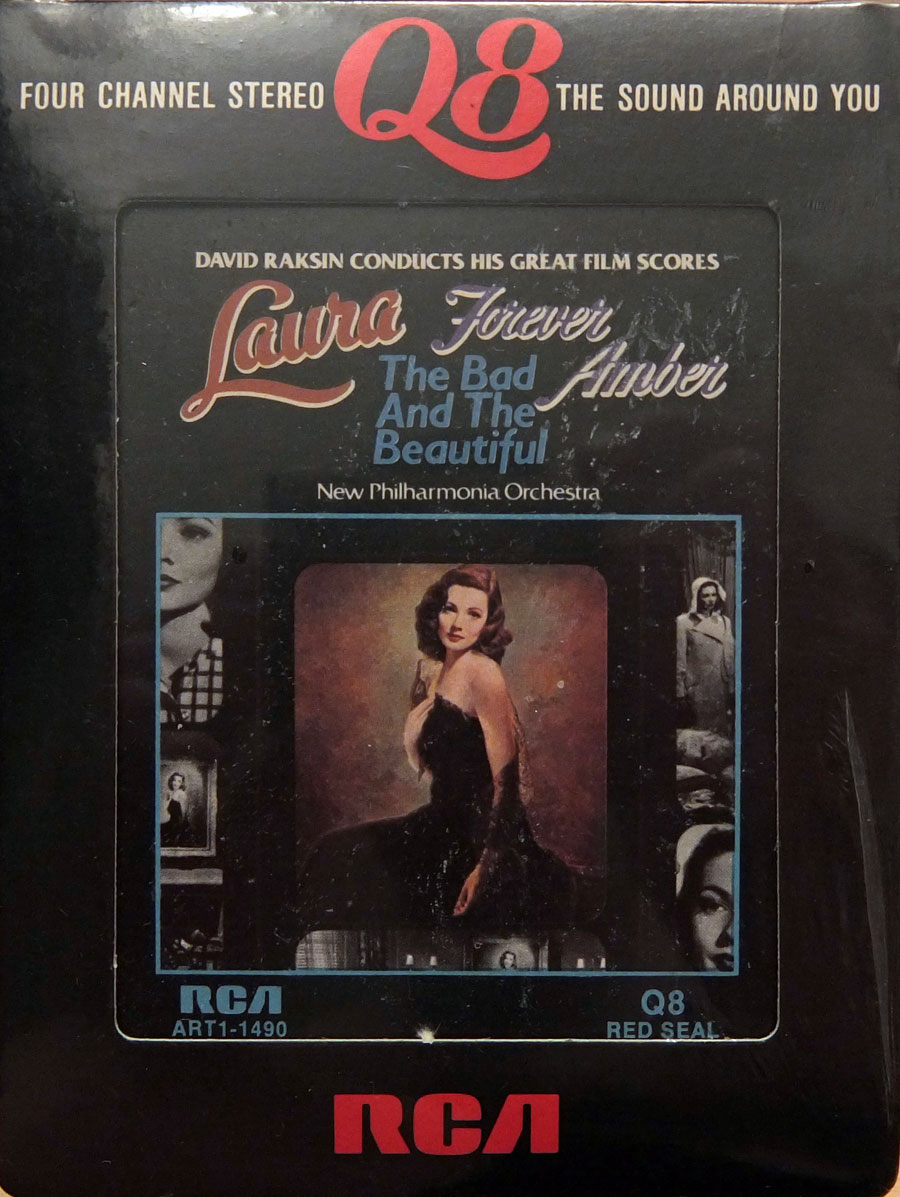 FOUR CHANNEL STEREO Q8 THE SOUND AROUND YOU
DAVID RAKSIN CONDUCTS HIS GREAT FILM SCORES
Laura Forever Amber
The Bad
And The
Beautiful
New Philharmonia Orchestra
RCA Q8
ART1-1490 RED SEAL
RCA